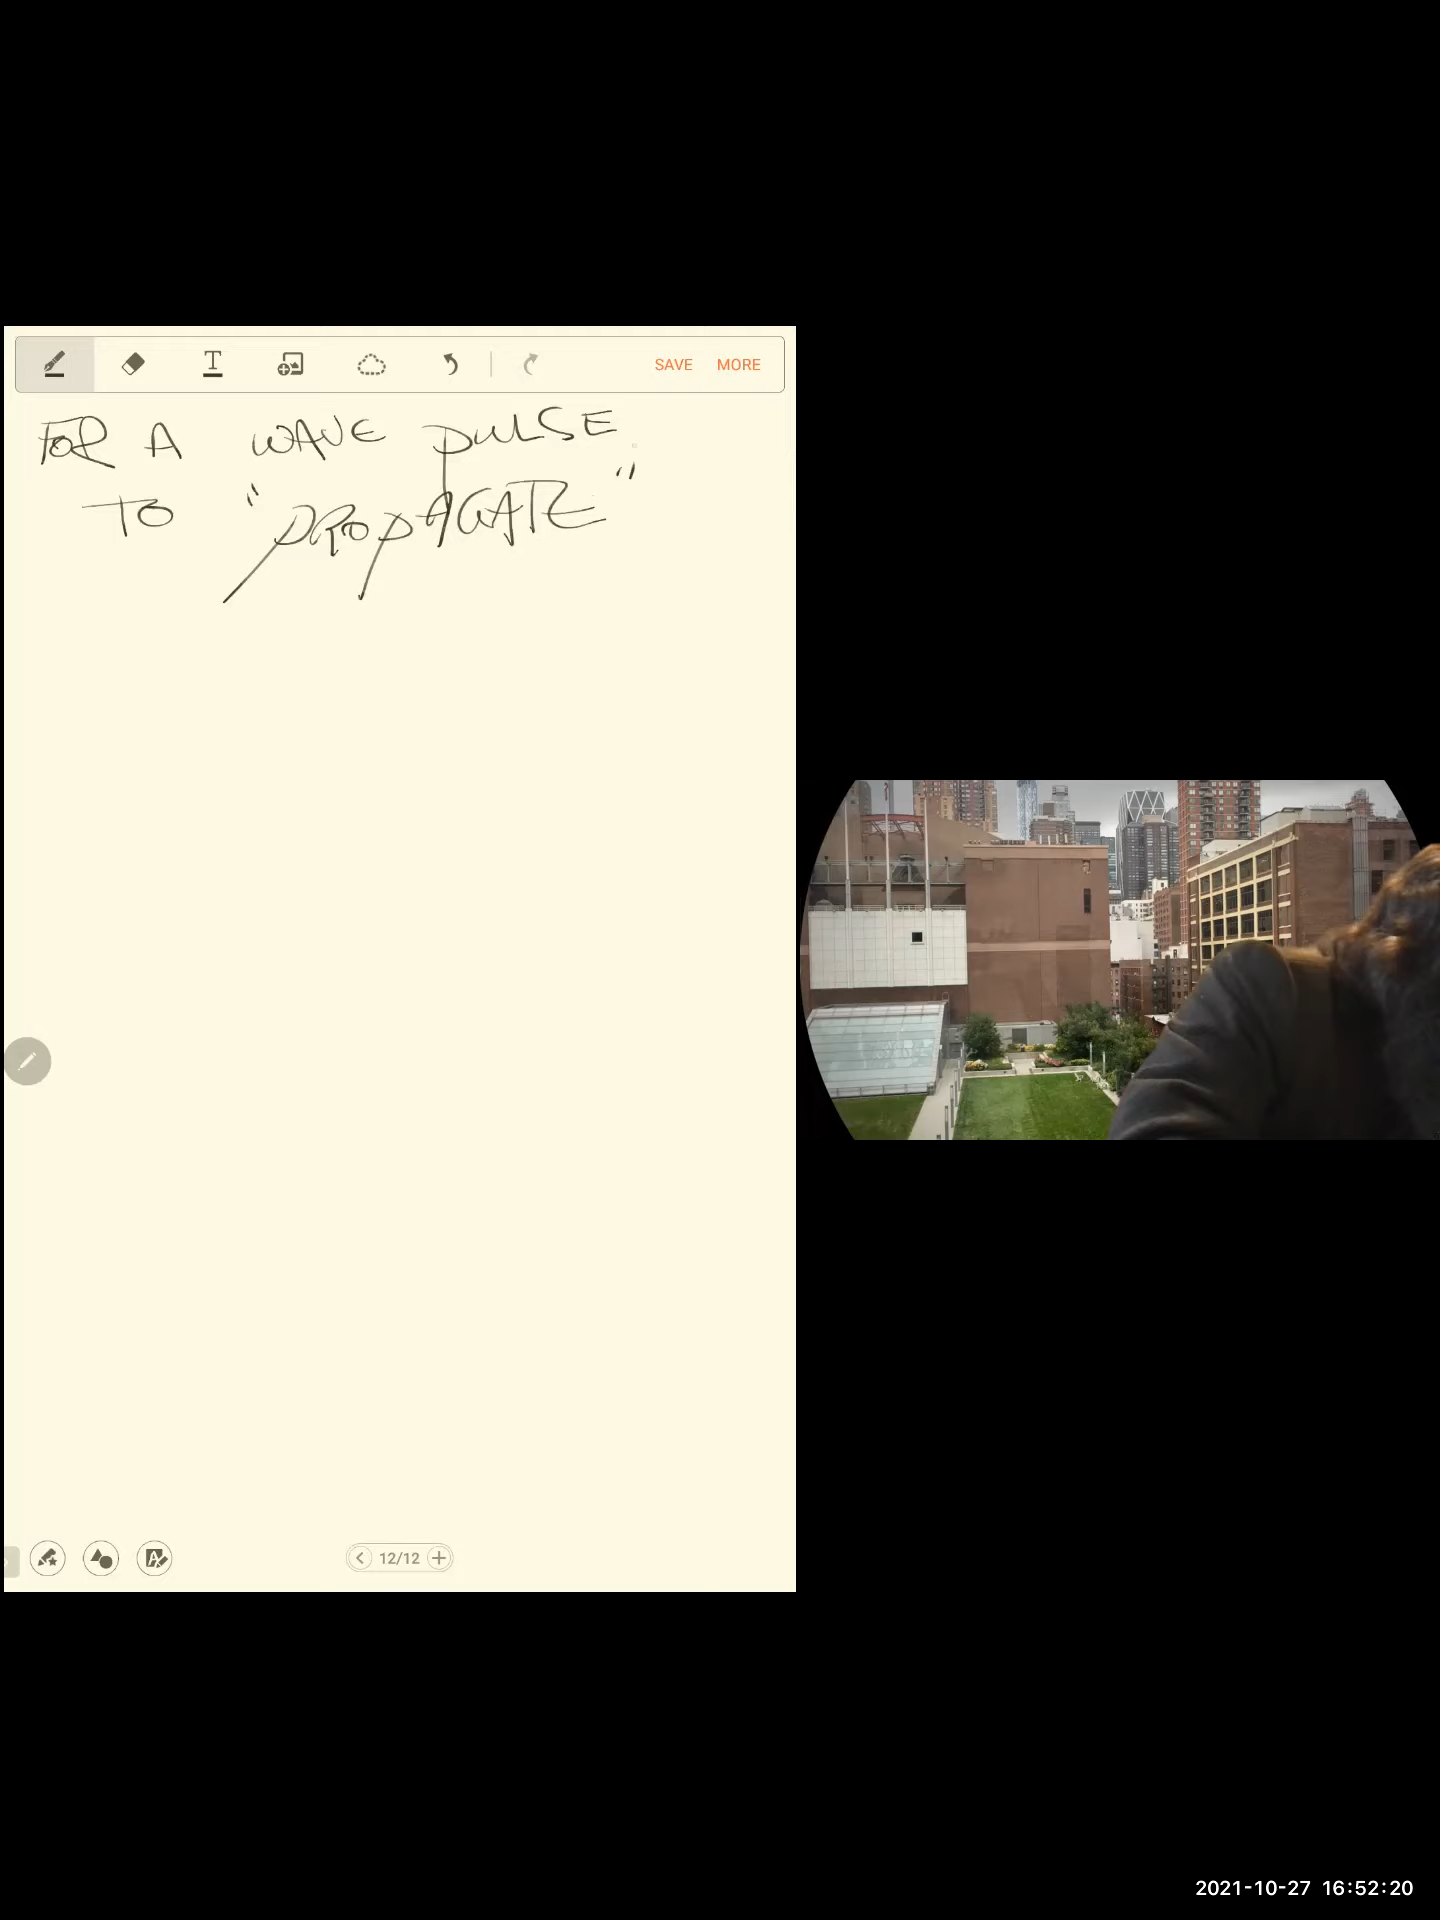 T
SAVE MORE
FOR A WAVE PULSE
TO "PROPAGATE"
A
12/12
2021-10-27 16:52:20